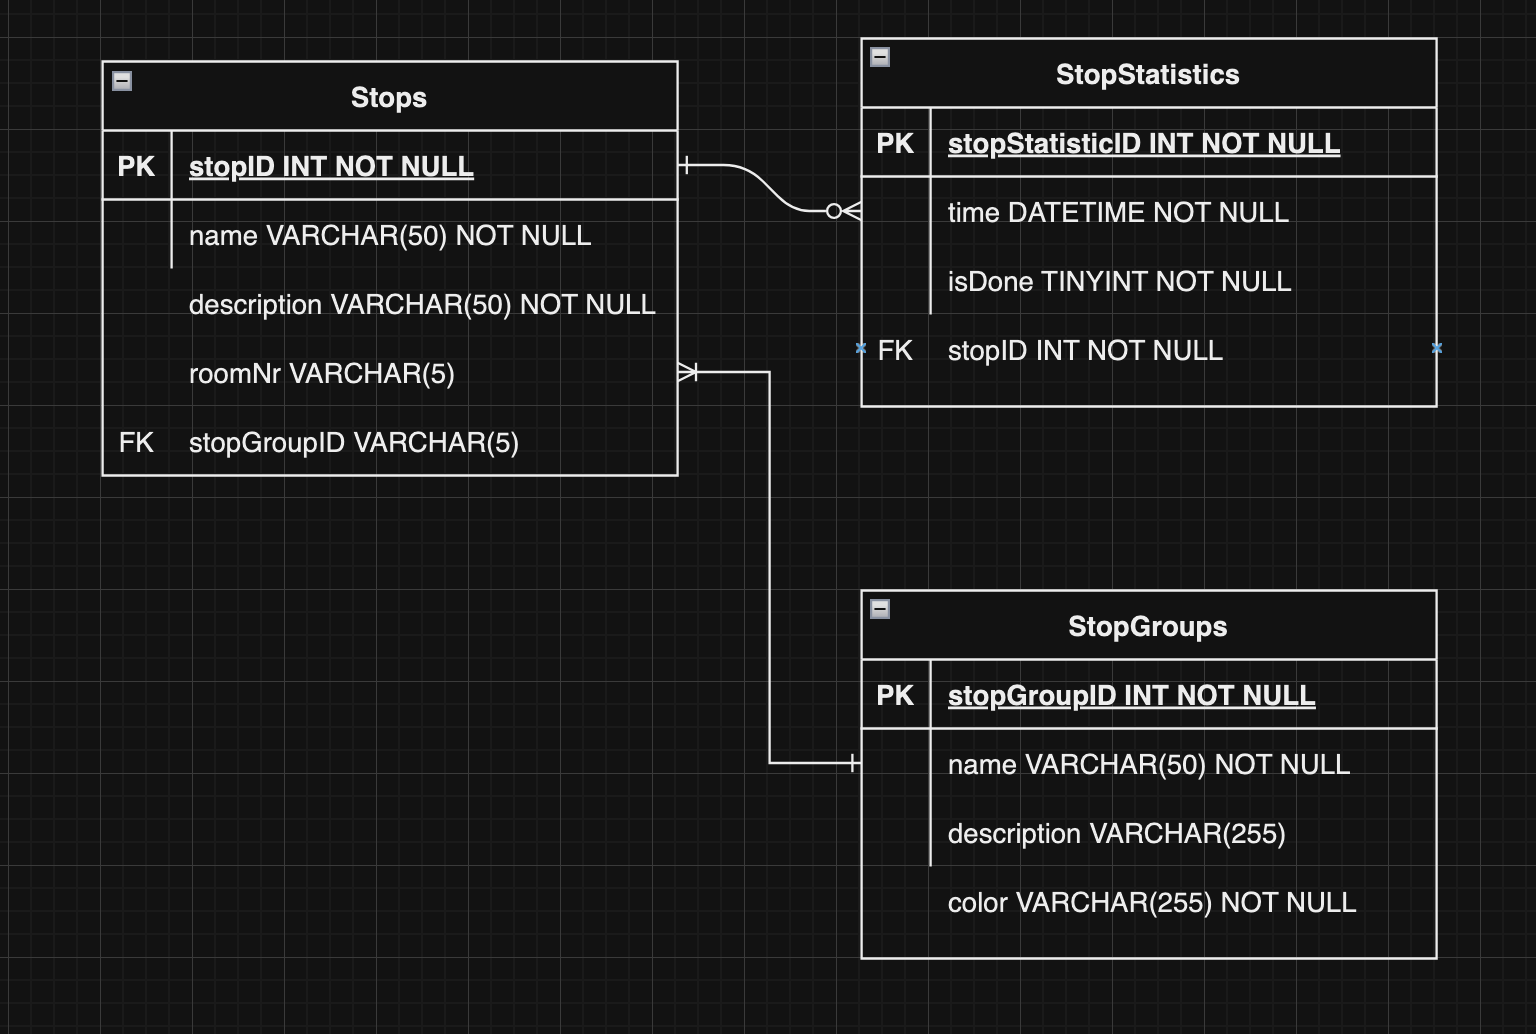 Stops
PK stopID INT NOT NULL
name VARCHAR(50) NOT NULL
description VARCHAR(50) NOT NULL
roomNr VARCHAR(5)
FK stopGroupID VARCHAR(5)
StopStatistics
PK stopStatisticID INT NOT NULL
time DATETIME NOT NULL
isDone TINYINT NOT NULL
FK stopID INT NOT NULL
StopGroups
PK stopGroupID INT NOT NULL
name VARCHAR(50) NOT NULL
description VARCHAR(255)
color VARCHAR(255) NOT NULL